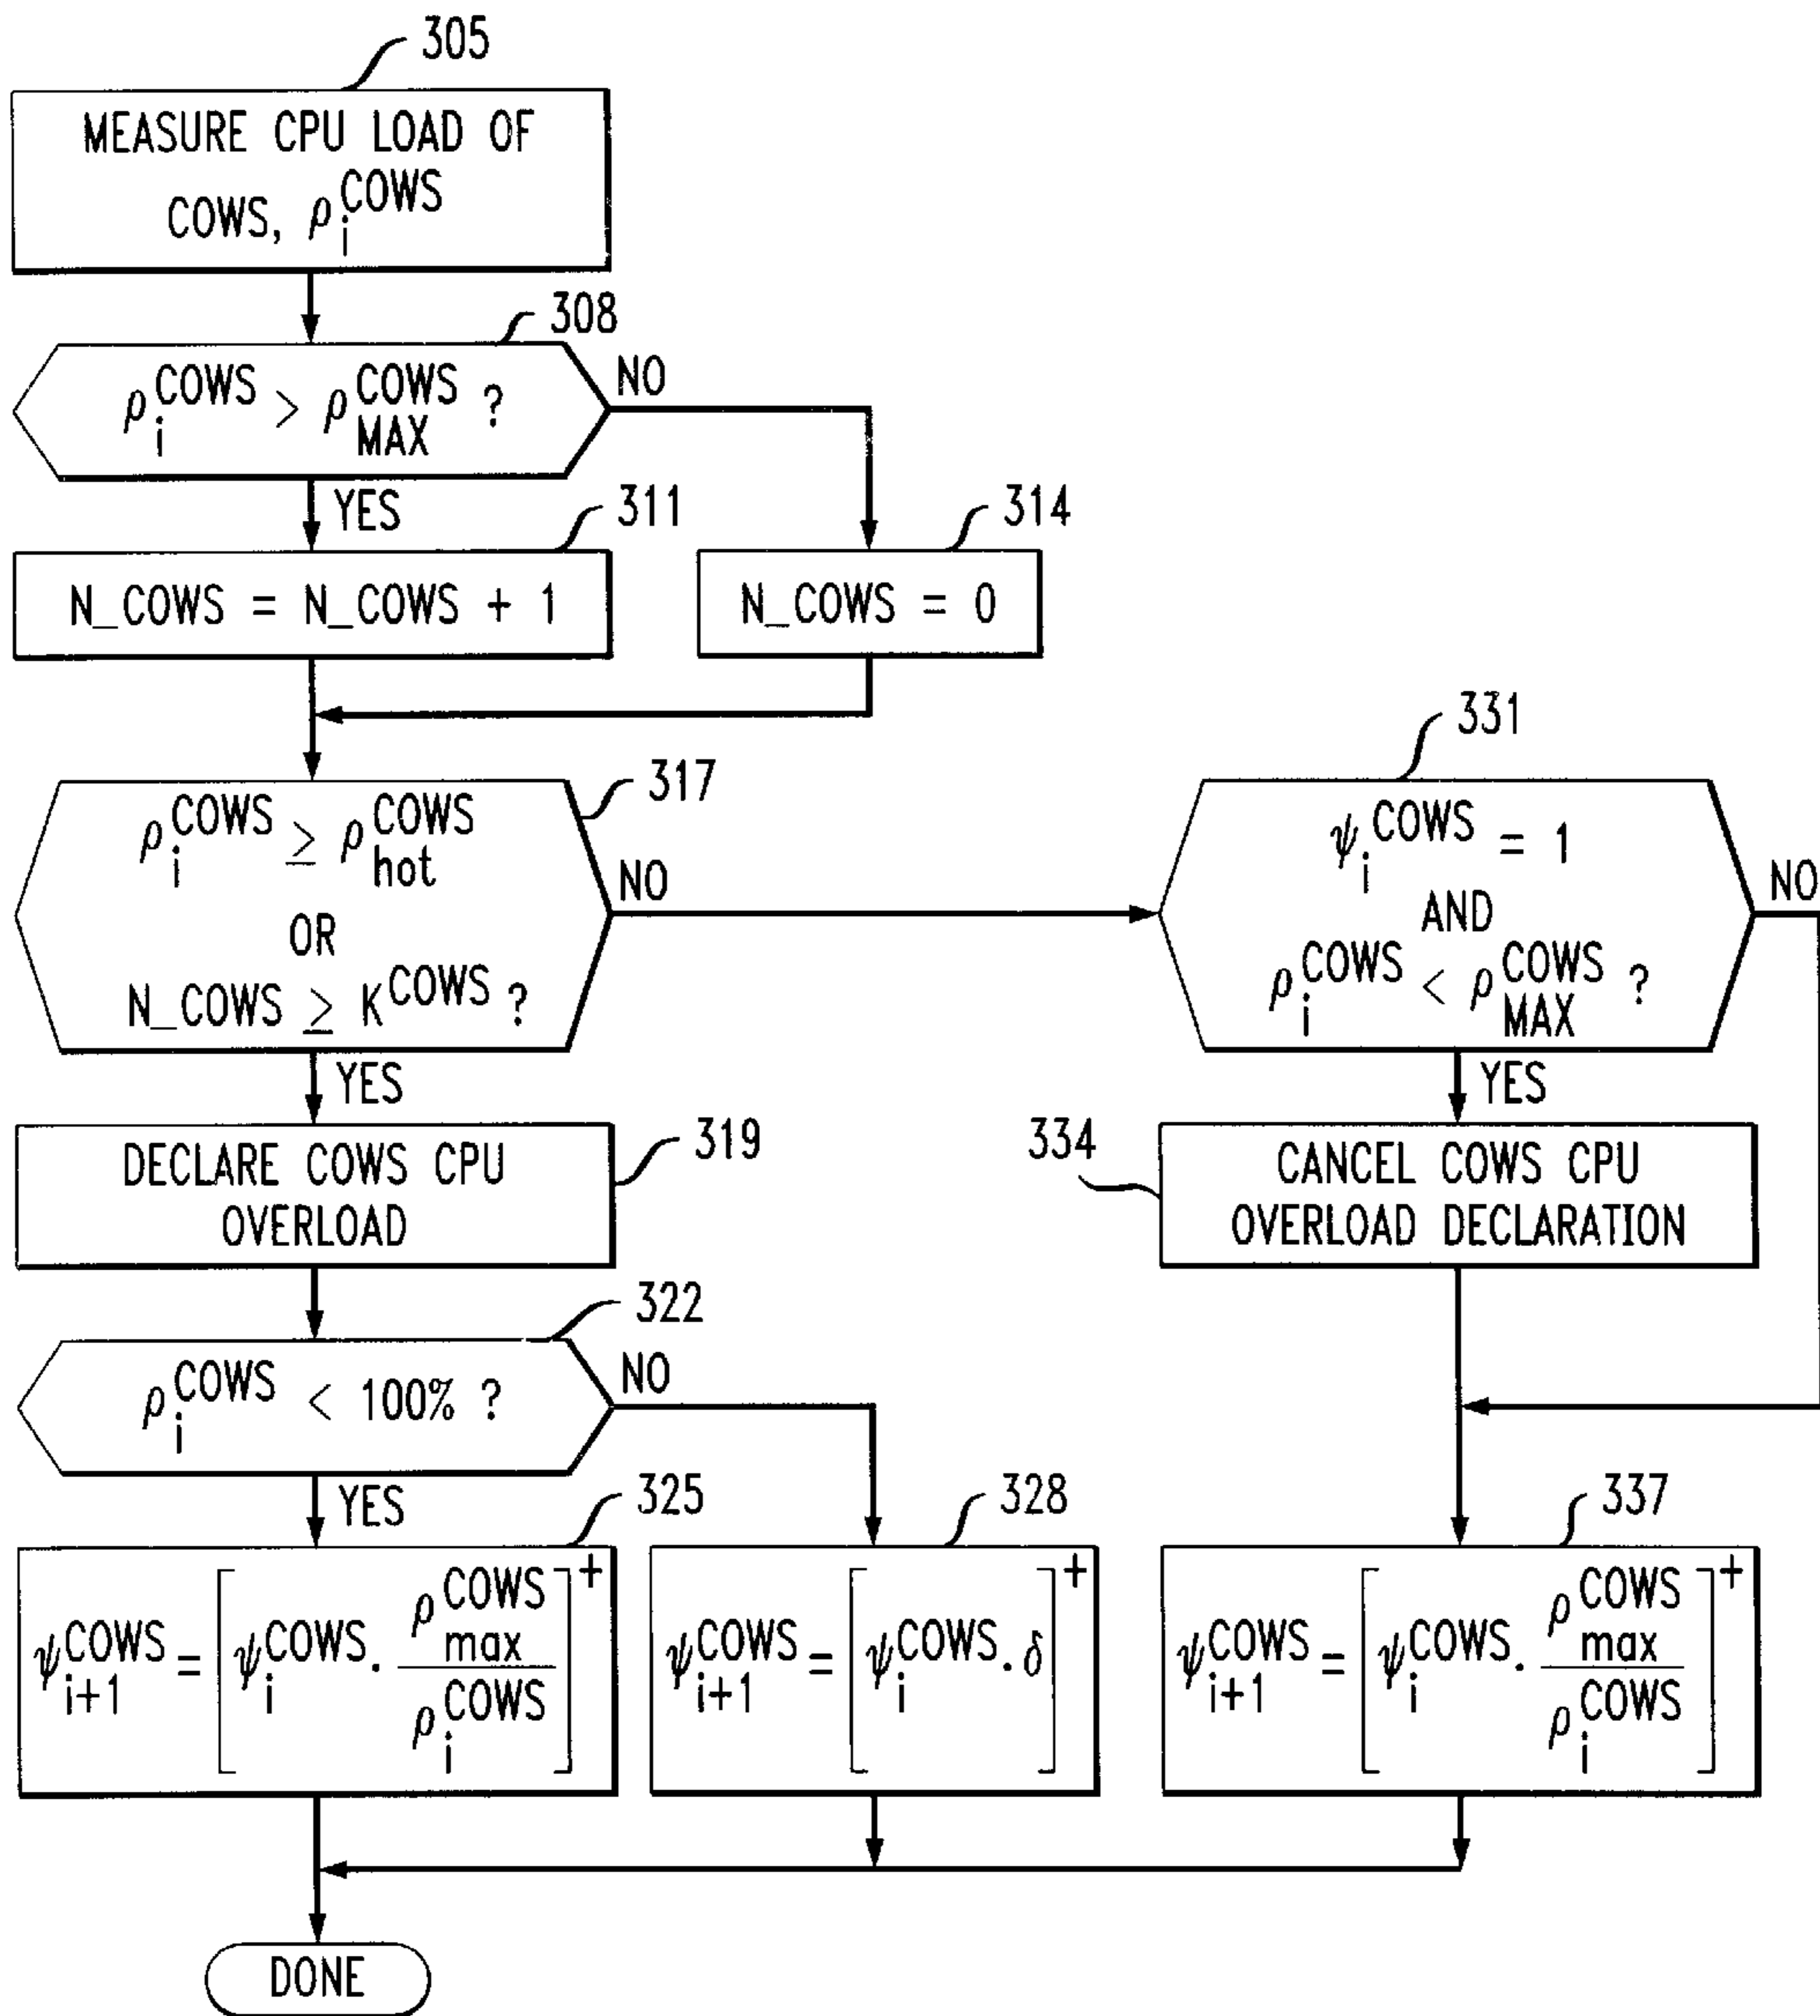 305
MEASURE CPU LOAD OF
COWS, ρ_i^COWS
308
ρ_i^COWS > ρ_MAX^COWS ?
NO
YES
311
N_COWS = N_COWS + 1
314
N_COWS = 0
317
ρ_i^COWS ≥ ρ_hot^COWS
OR
N_COWS ≥ K^COWS ?
NO
YES
331
ψ_i^COWS = 1
AND
ρ_i^COWS < ρ_MAX^COWS ?
NO
YES
319
DECLARE COWS CPU
OVERLOAD
334
CANCEL COWS CPU
OVERLOAD DECLARATION
322
ρ_i^COWS < 100% ?
NO
YES
325
ψ_{i+1}^COWS = [ψ_i^COWS · ρ_max^COWS / ρ_i^COWS]^+
328
ψ_{i+1}^COWS = [ψ_i^COWS · δ]^+
337
ψ_{i+1}^COWS = [ψ_i^COWS · ρ_max^COWS / ρ_i^COWS]^+
DONE